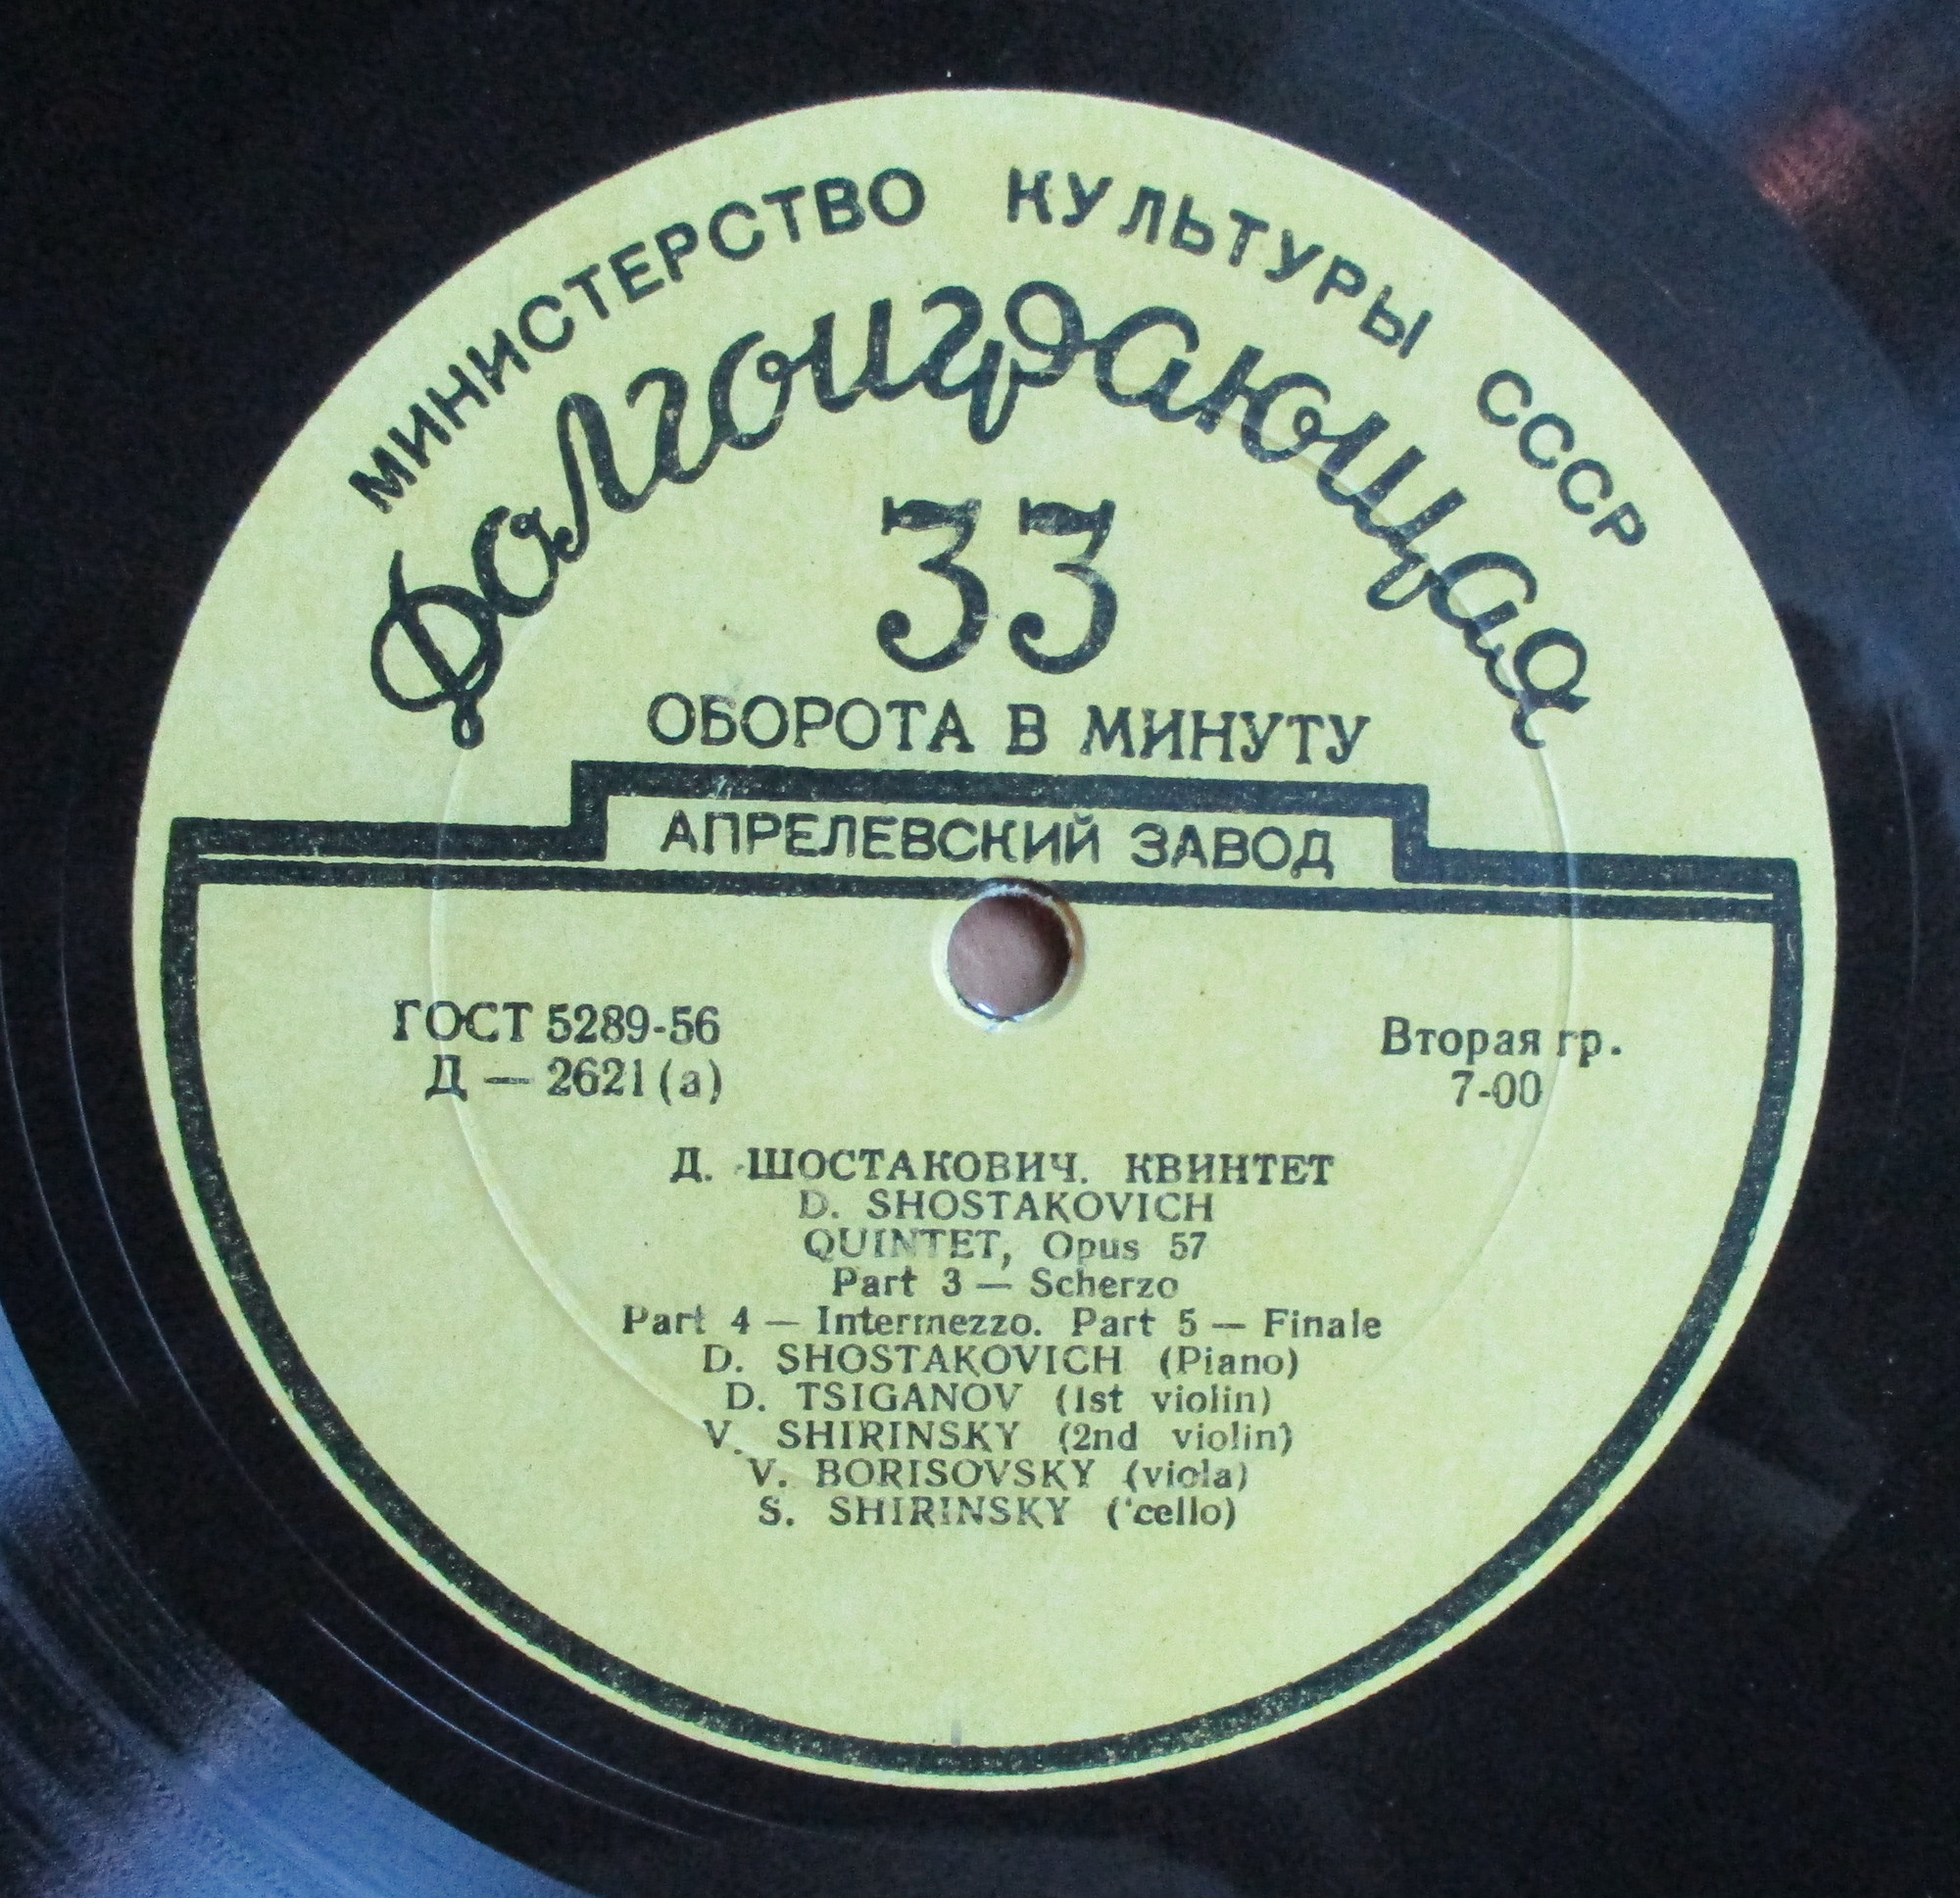 МИНИСТЕРСТВО КУЛЬТУРЫ СССР
Долгоиграющая
33
ОБОРОТА В МИНУТУ
АПРЕЛЕВСКИЙ ЗАВОД
ГОСТ 5289-56
Д — 2621 (а)
Вторая гр.
7-00
Д. ШОСТАКОВИЧ. КВИНТЕТ
D. SHOSTAKOVICH
QUINTET, Opus 57
Part 3 — Scherzo
Part 4 — Intermezzo. Part 5 — Finale
D. SHOSTAKOVICH (Piano)
D. TSIGANOV (1st violin)
V. SHIRINSKY (2nd violin)
V. BORISOVSKY (viola)
S. SHIRINSKY ('cello)